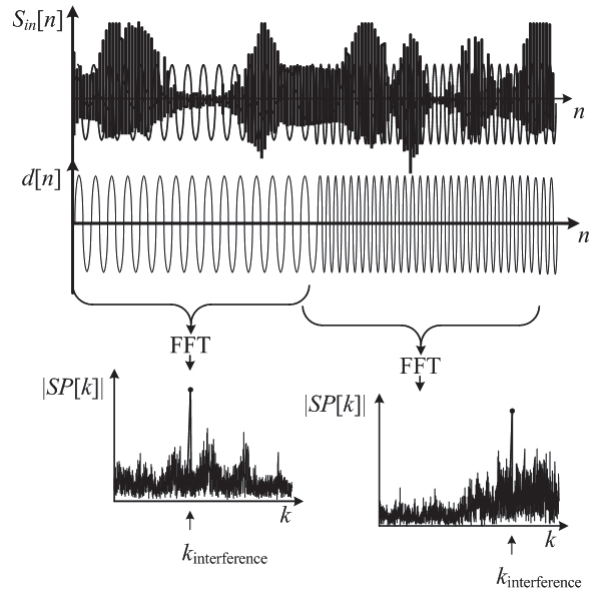 S_in[n]
n
d[n]
n
FFT
FFT
|SP[k]|
|SP[k]|
k
k
k_interference
k_interference